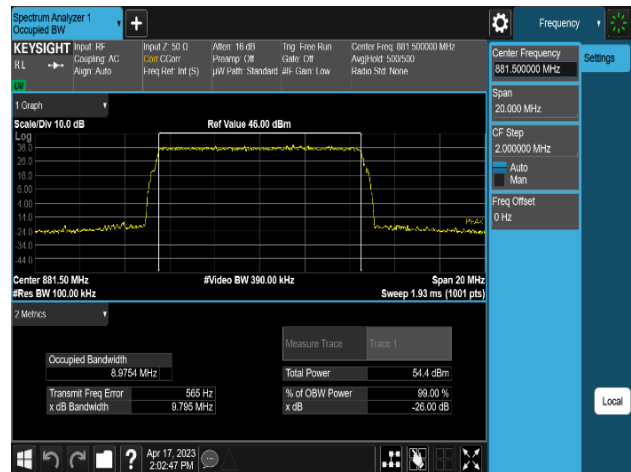 Spectrum Analyzer 1
Occupied BW
Frequency
KEYSIGHT
RL
Input: RF
Coupling: AC
Align: Auto
Input Z: 50 Ω
Corr CCorr
Freq Ref: Int (S)
Atten: 16 dB
Preamp: Off
µW Path: Standard
Trig: Free Run
Gate: Off
#IF Gain: Low
Center Freq: 881.500000 MHz
Avg|Hold: 500/500
Radio Std: None
1 Graph
Scale/Div 10.0 dB
Ref Value 46.00 dBm
Log
36.0
26.0
16.0
6.00
-4.00
-14.0
-24.0
-34.0
-44.0
PEAK
Center 881.50 MHz
#Video BW 390.00 kHz
Span 20 MHz
#Res BW 100.00 kHz
Sweep 1.93 ms (1001 pts)
2 Metrics
Measure Trace
Trace 1
Occupied Bandwidth
8.9754 MHz
Total Power
54.4 dBm
Transmit Freq Error
565 Hz
% of OBW Power
99.00 %
x dB Bandwidth
9.795 MHz
x dB
-26.00 dB
Center Frequency
881.500000 MHz
Settings
Span
20.000 MHz
CF Step
2.000000 MHz
Auto
Man
Freq Offset
0 Hz
Local
?
Apr 17, 2023
2:02:47 PM